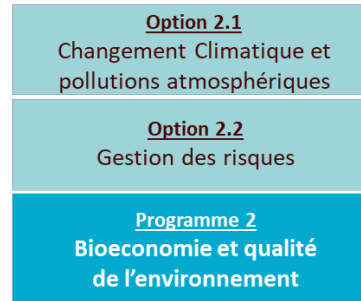 Option 2.1
Changement Climatique et
pollutions atmosphériques
Option 2.2
Gestion des risques
Programme 2
Bioeconomie et qualité
de l'environnement